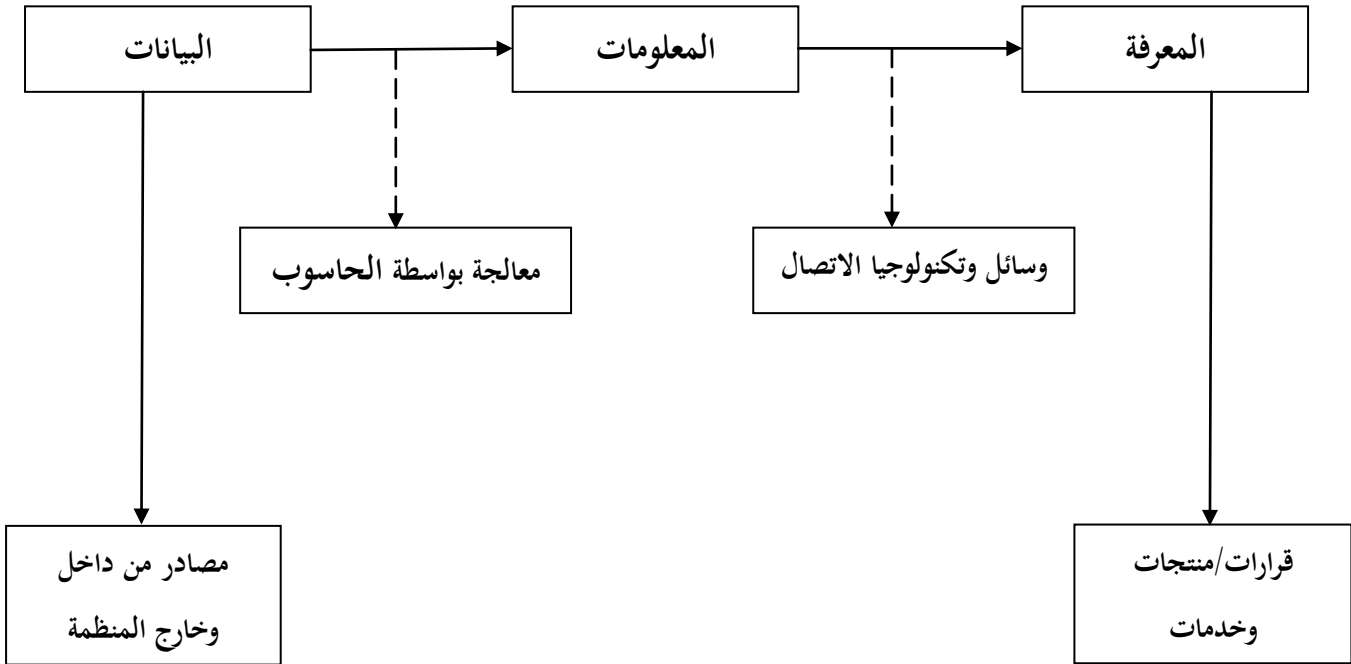 البيانات
المعلومات
المعرفة
معالجة بواسطة الحاسوب
وسائل وتكنولوجيا الاتصال
مصادر من داخل
وخارج المنظمة
قرارات/منتجات
وخدمات